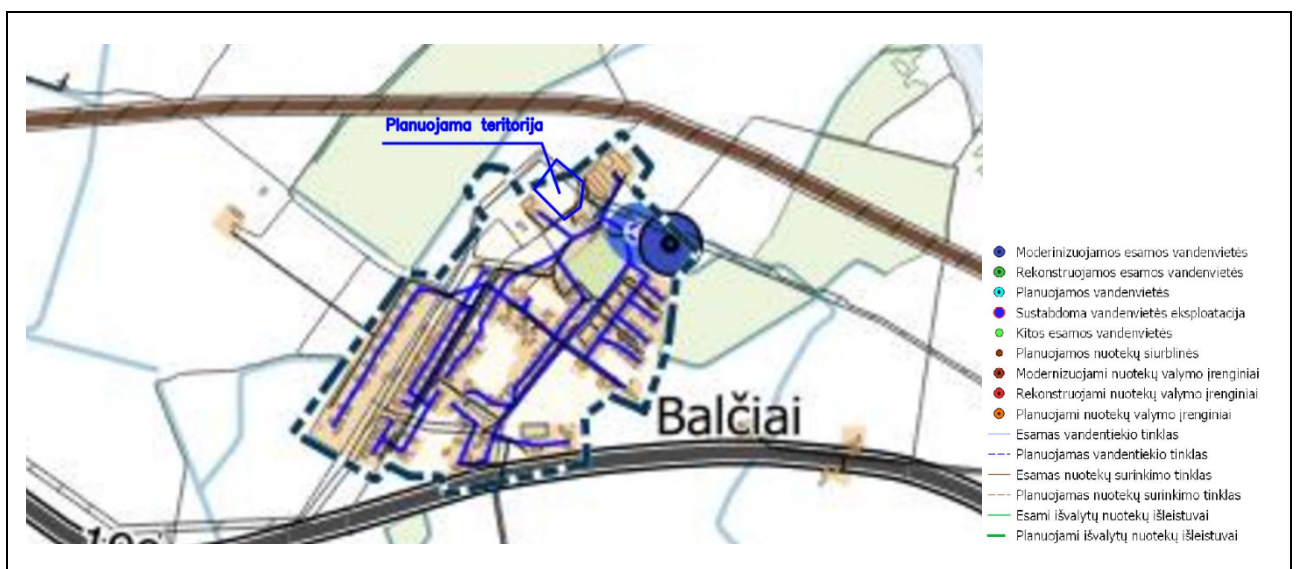 Planuojama teritorija
Balčiai
Moderinizuojamos esamos vandenvietės
Rekonstruojamos esamos vandenvietės
Planuojamos vandenvietės
Sustabdoma vandenvietės eksploatacija
Kitos esamos vandenvietės
Planuojamos nuotekų siurblinės
Modernizuojami nuotekų valymo įrenginiai
Rekonstruojami nuotekų valymo įrenginiai
Planuojami nuotekų valymo įrenginiai
Esamas vandentiekio tinklas
Planuojamas vandentiekio tinklas
Esamas nuotekų surinkimo tinklas
Planuojamas nuotekų surinkimo tinklas
Esami išvalytų nuotekų išleistuvai
Planuojami išvalytų nuotekų išleistuvai